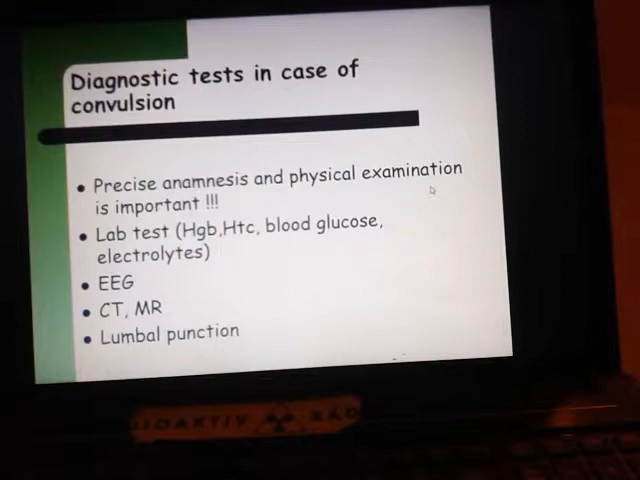 Diagnostic tests in case of
convulsion
• Precise anamnesis and physical examination
is important !!!
• Lab test (Hgb,Htc, blood glucose,
electrolytes)
• EEG
• CT, MR
• Lumbal punction